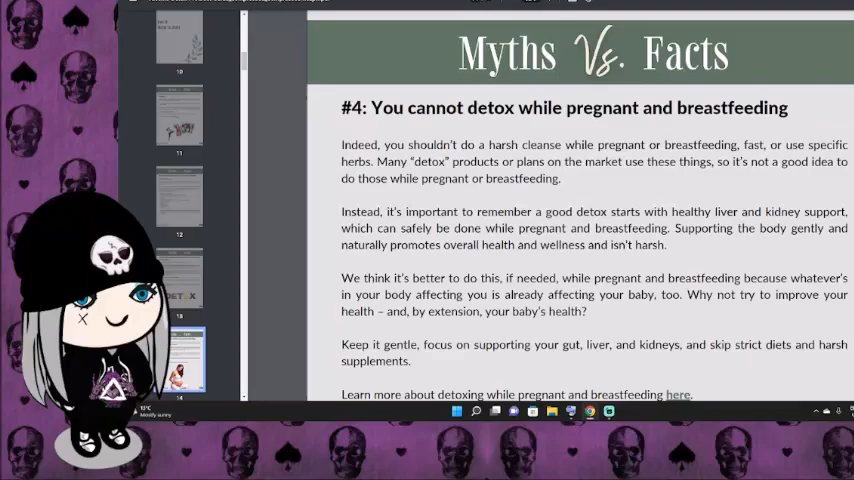 Myths Vs. Facts
#4: You cannot detox while pregnant and breastfeeding
Indeed, you shouldn't do a harsh cleanse while pregnant or breastfeeding, fast, or use specific
herbs. Many “detox” products or plans on the market use these things, so it's not a good idea to
do those while pregnant or breastfeeding.
Instead, it's important to remember a good detox starts with healthy liver and kidney support,
which can safely be done while pregnant and breastfeeding. Supporting the body gently and
naturally promotes overall health and wellness and isn't harsh.
We think it's better to do this, if needed, while pregnant and breastfeeding because whatever's
in your body affecting you is already affecting your baby, too. Why not try to improve your
health – and, by extension, your baby's health?
Keep it gentle, focus on supporting your gut, liver, and kidneys, and skip strict diets and harsh
supplements.
Learn more about detoxing while pregnant and breastfeeding here.
10
11
12
13
14
13°C
Mostly sunny